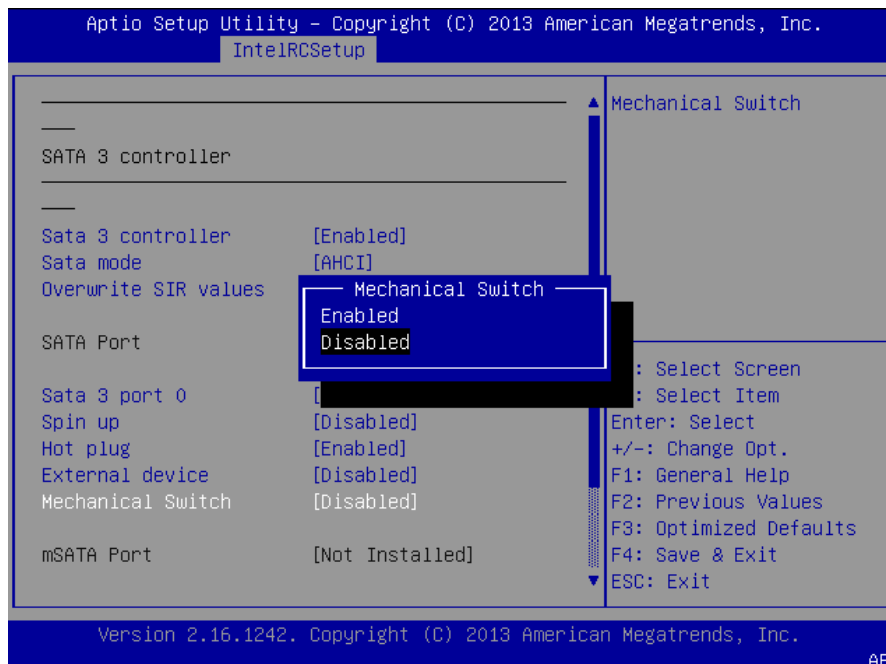 Aptio Setup Utility – Copyright (C) 2013 American Megatrends, Inc.
IntelRCSetup
SATA 3 controller
Sata 3 controller [Enabled]
Sata mode [AHCI]
Overwrite SIR values
SATA Port
Sata 3 port 0 [
Spin up [Disabled]
Hot plug [Enabled]
External device [Disabled]
Mechanical Switch [Disabled]
mSATA Port [Not Installed]
Mechanical Switch
Enabled
Disabled
Mechanical Switch
: Select Screen
: Select Item
Enter: Select
+/-: Change Opt.
F1: General Help
F2: Previous Values
F3: Optimized Defaults
F4: Save & Exit
ESC: Exit
Version 2.16.1242. Copyright (C) 2013 American Megatrends, Inc.